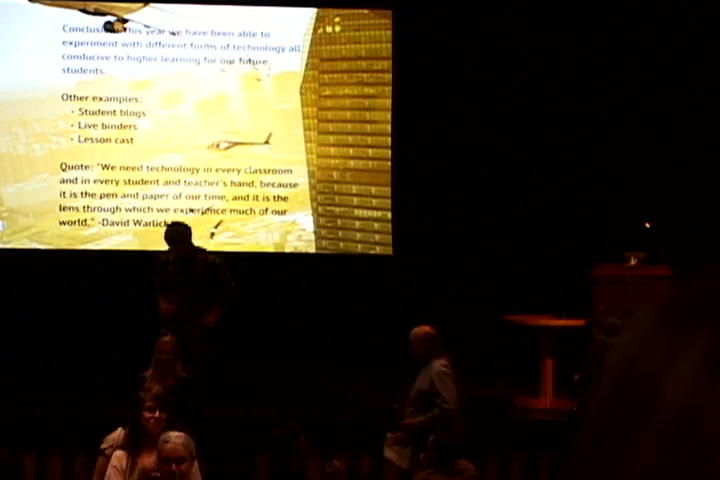 Conclusion: This year we have been able to
experiment with different forms of technology all
conducive to higher learning for our future
students.
Other examples:
- Student blogs
- Live binders
- Lesson cast
Quote: "We need technology in every classroom
and in every student and teacher's hand, because
it is the pen and paper of our time, and it is the
lens through which we experience much of our
world." -David Warlick